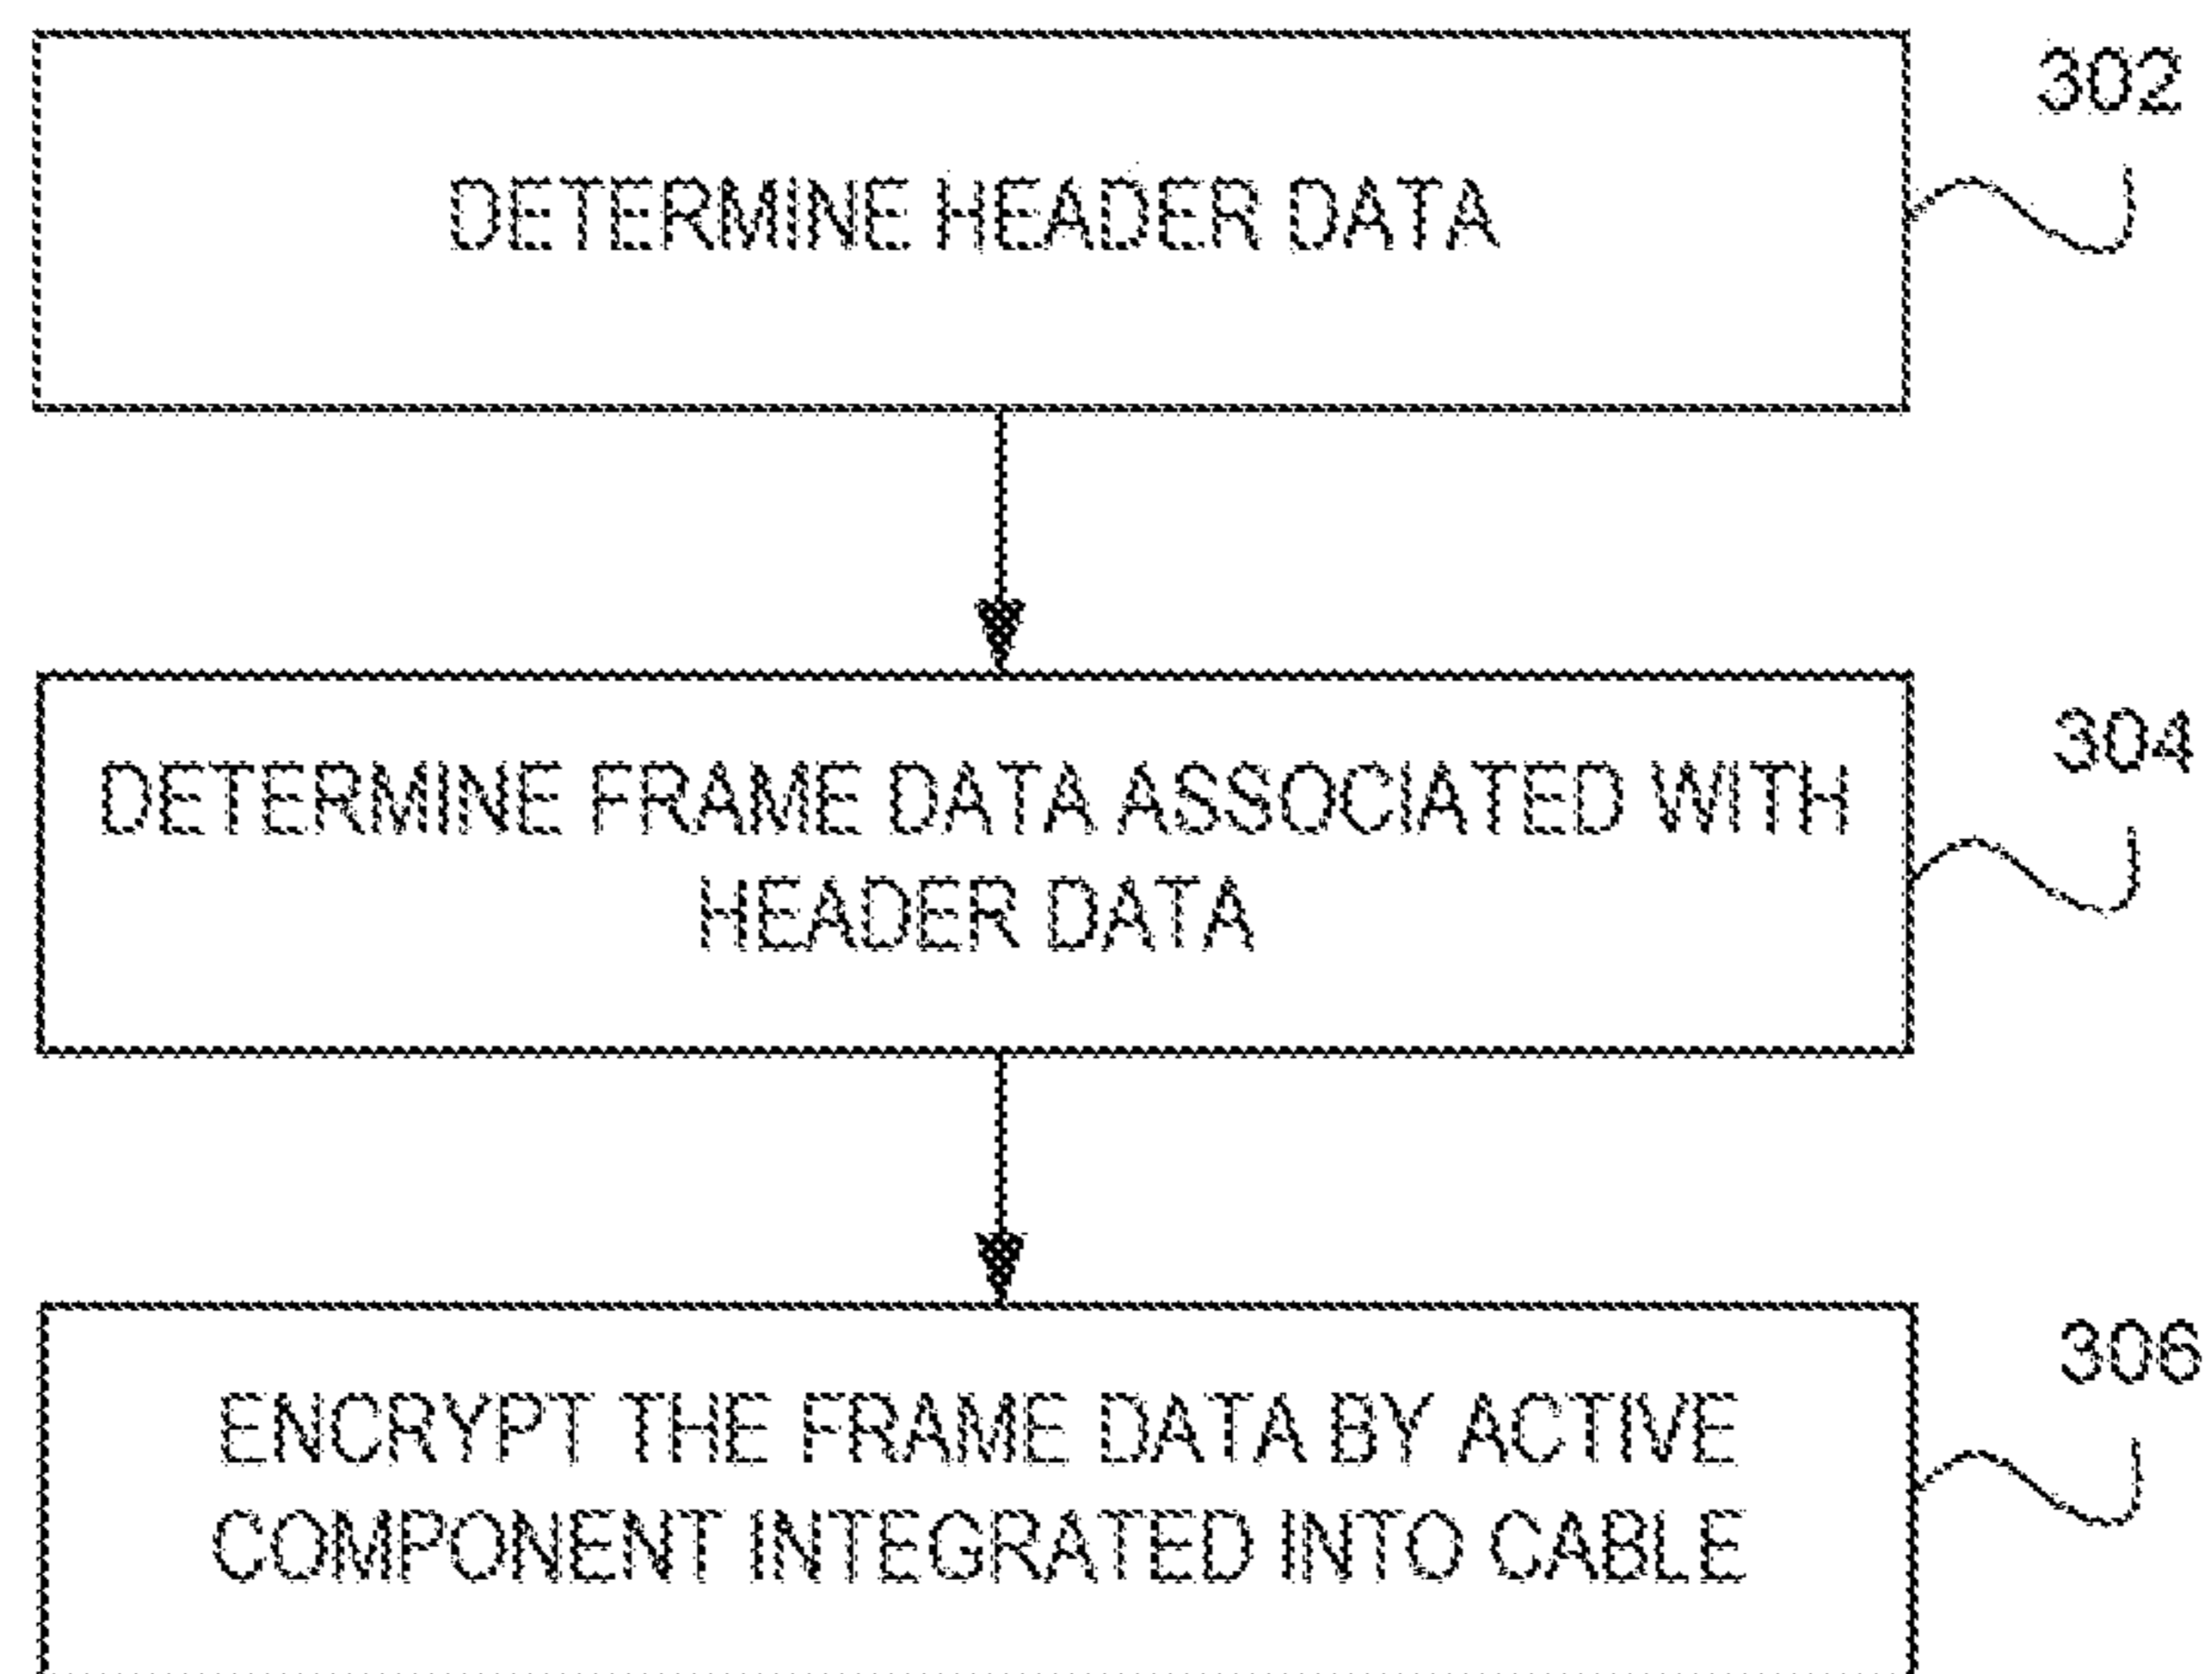 302
DETERMINE HEADER DATA
304
DETERMINE FRAME DATA ASSOCIATED WITH
HEADER DATA
306
ENCRYPT THE FRAME DATA BY ACTIVE
COMPONENT INTEGRATED INTO CABLE